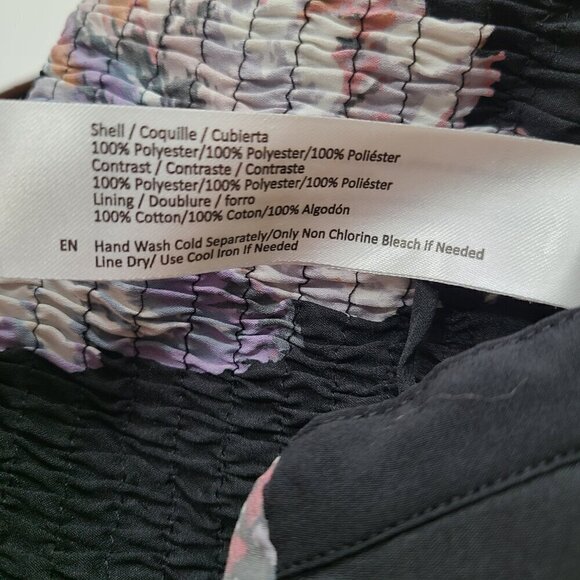 Shell / Coquille / Cubierta
100% Polyester/100% Polyester/100% Poliéster
Contrast / Contraste / Contraste
100% Polyester/100% Polyester/100% Poliéster
Lining / Doublure / forro
100% Cotton/100% Coton/100% Algodón
EN Hand Wash Cold Separately/Only Non Chlorine Bleach if Needed
Line Dry/ Use Cool Iron If Needed